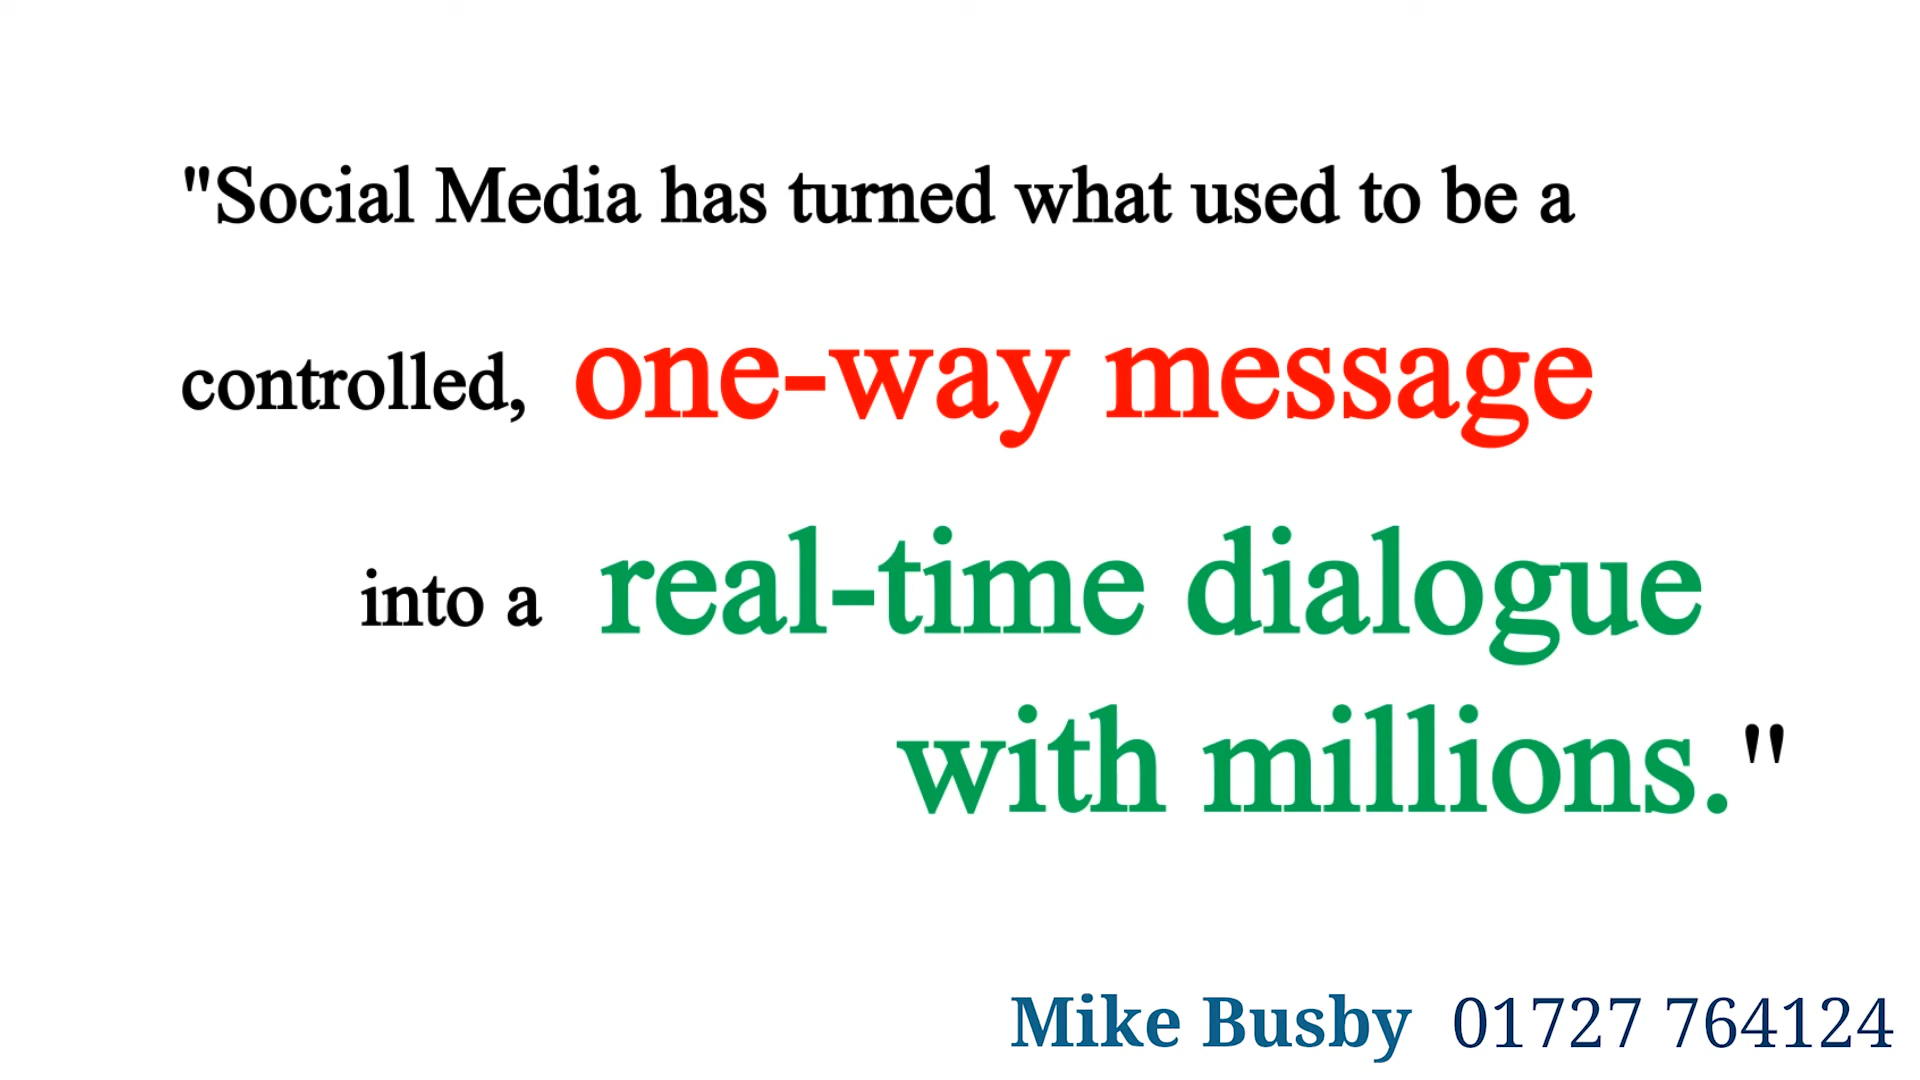 "Social Media has turned what used to be a
controlled, one-way message
into a real-time dialogue
with millions."
Mike Busby 01727 764124